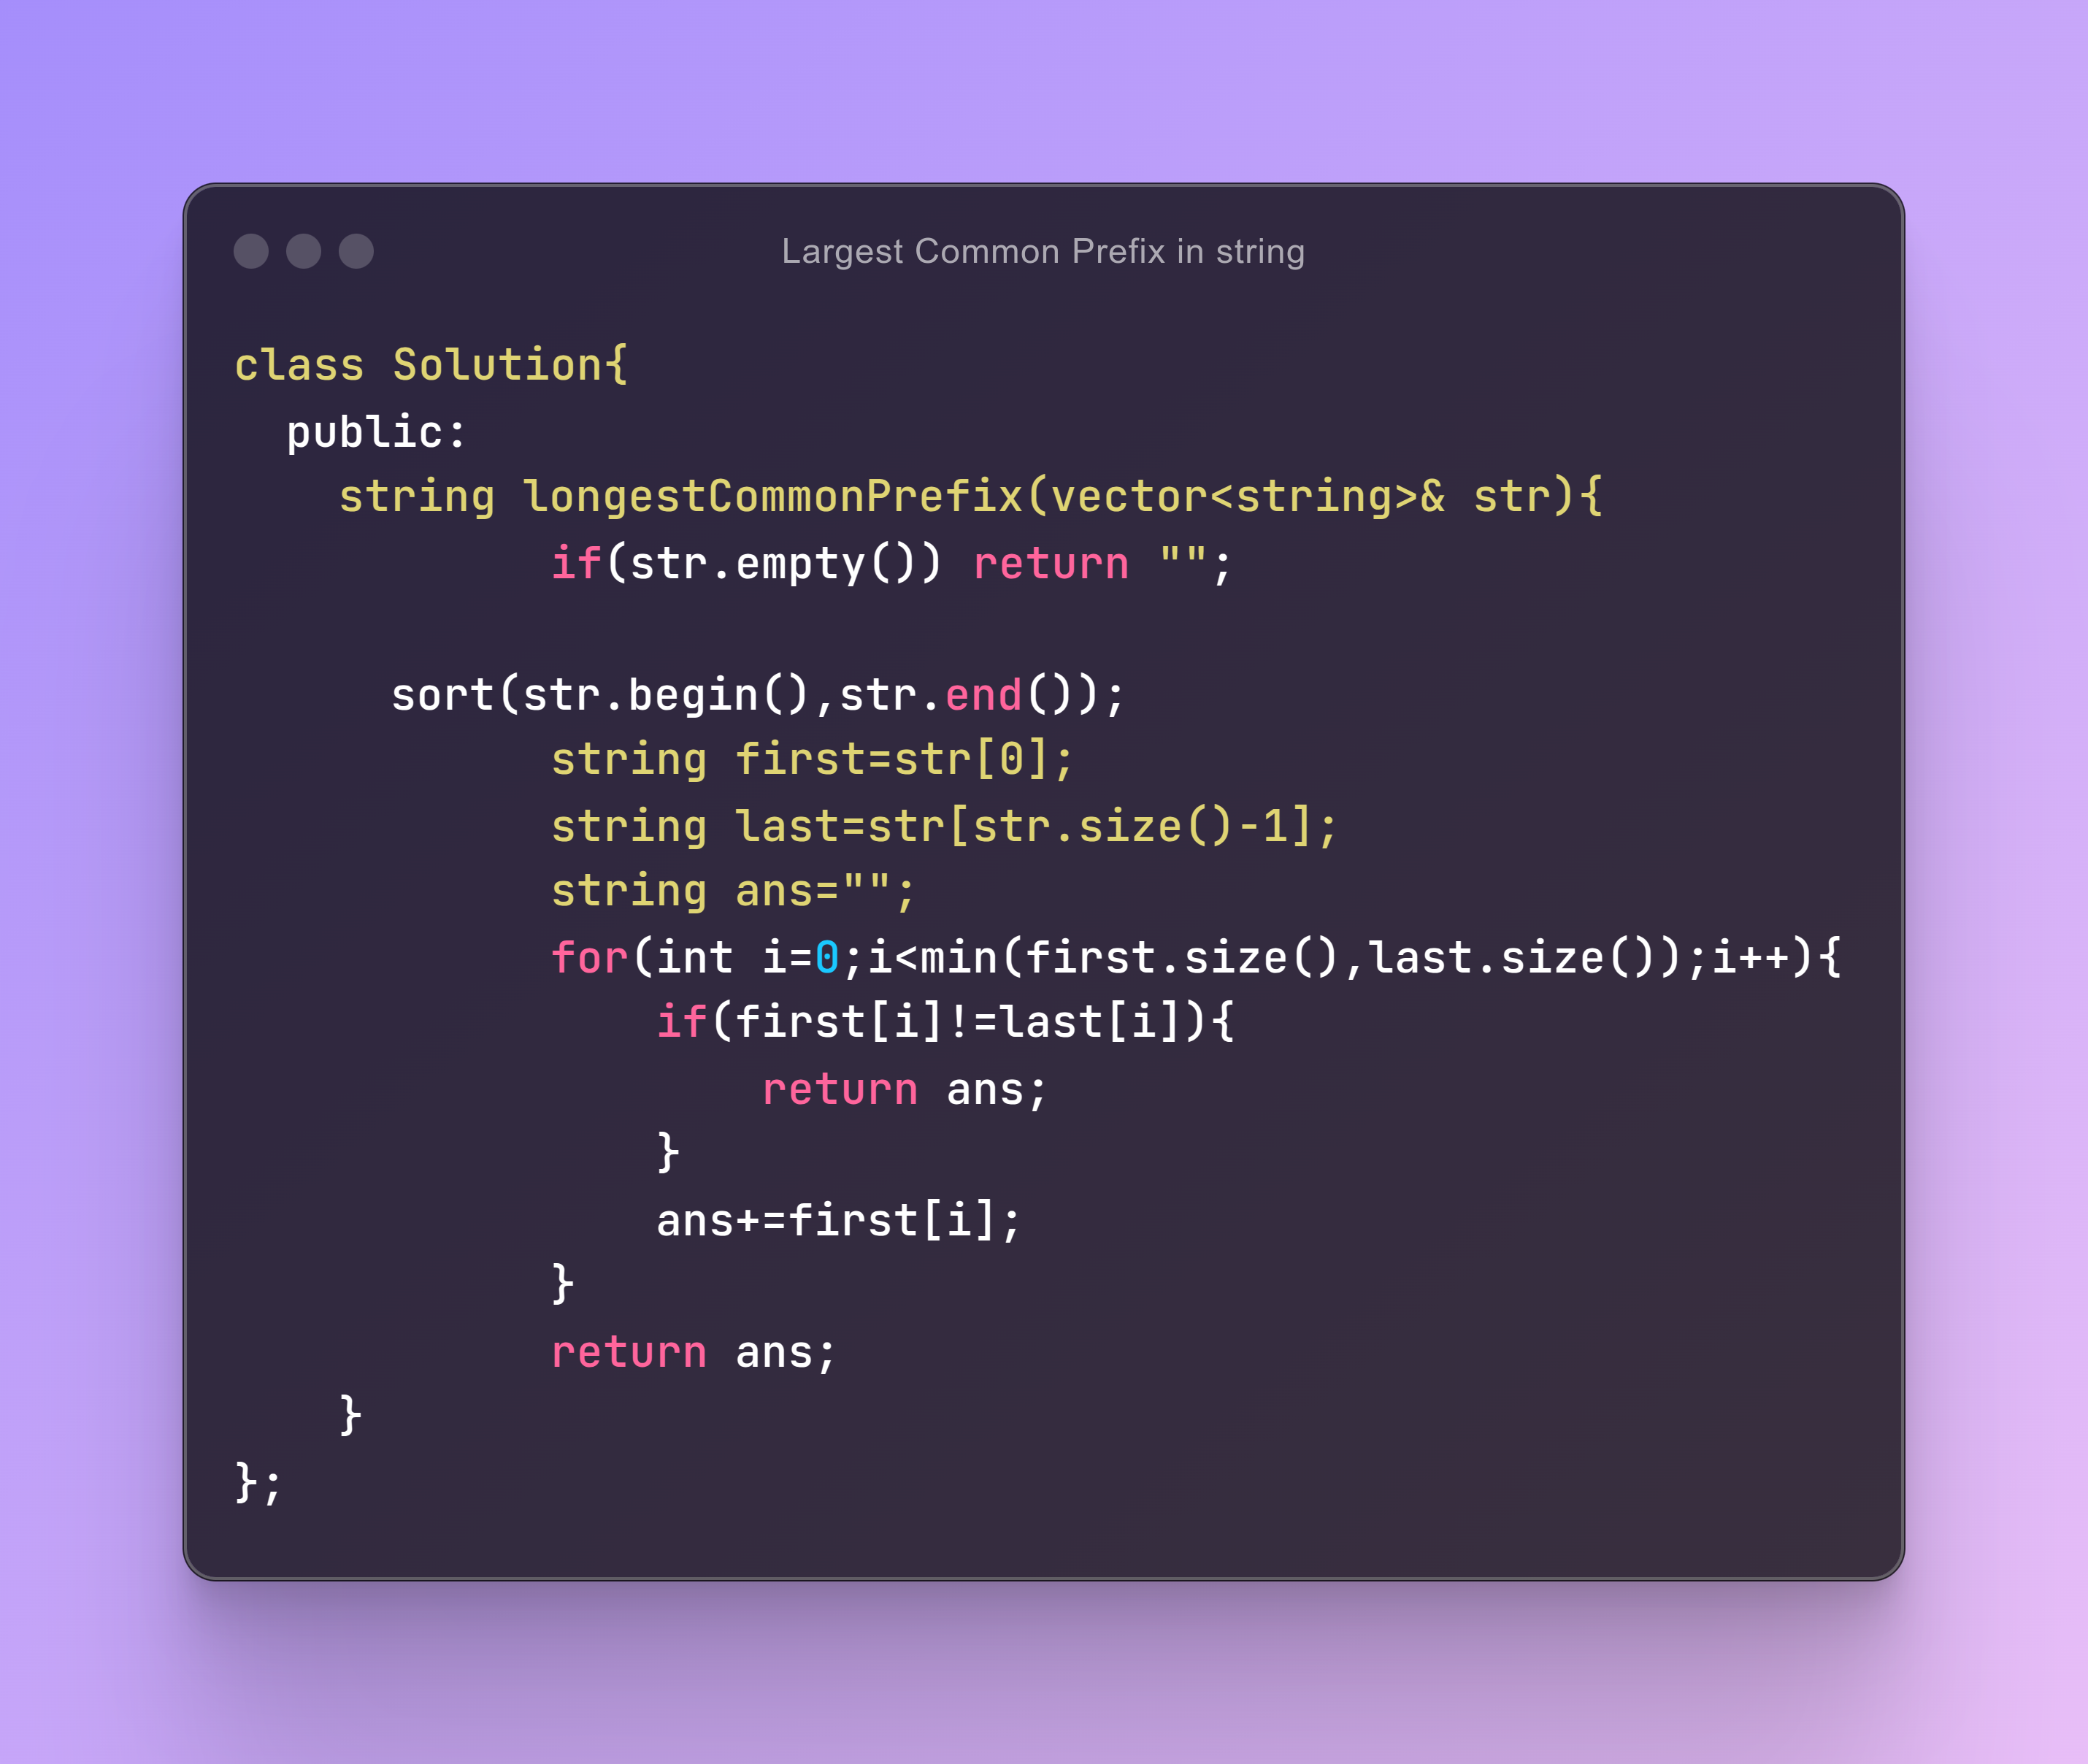 Largest Common Prefix in string
class Solution{
  public:
    string longestCommonPrefix(vector<string>& str){
            if(str.empty()) return "";

      sort(str.begin(),str.end());
            string first=str[0];
            string last=str[str.size()-1];
            string ans="";
            for(int i=0;i<min(first.size(),last.size());i++){
                if(first[i]!=last[i]){
                    return ans;
                }
                ans+=first[i];
            }
            return ans;
    }
};